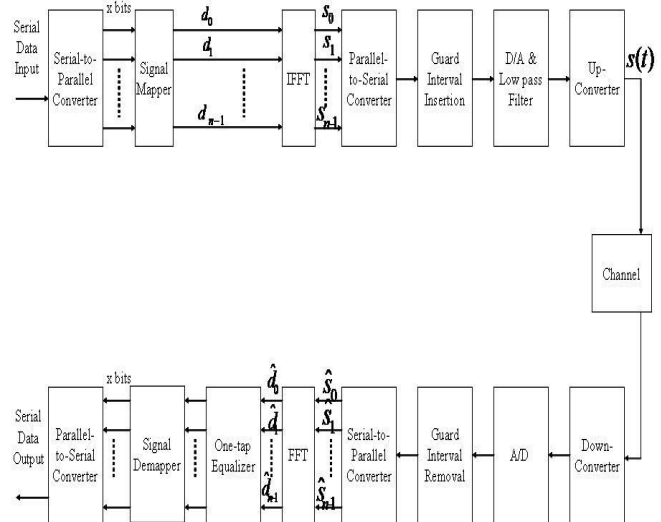 Serial
Data
Input
x bits
Serial-to-
Parallel
Converter
Signal
Mapper
d0
d1
dn-1
IFFT
s0
s1
sn-1
Parallel
-to-Serial
Converter
Guard
Interval
Insertion
D/A &
Low pass
Filter
Up-
Converter
s(t)
Channel
Serial
Data
Output
x bits
Parallel-
to-Serial
Converter
Signal
Demapper
One-tap
Equalizer
d̂0
d̂1
d̂n-1
FFT
ŝ0
ŝ1
ŝn-1
Serial-to-
Parallel
Converter
Guard
Interval
Removal
A/D
Down-
Converter